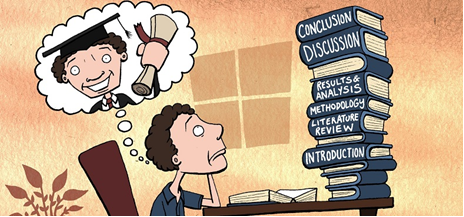 CONCLUSION
DISCUSSION
RESULTS &
ANALYSIS
METHODOLOGY
LITERATURE
REVIEW
INTRODUCTION